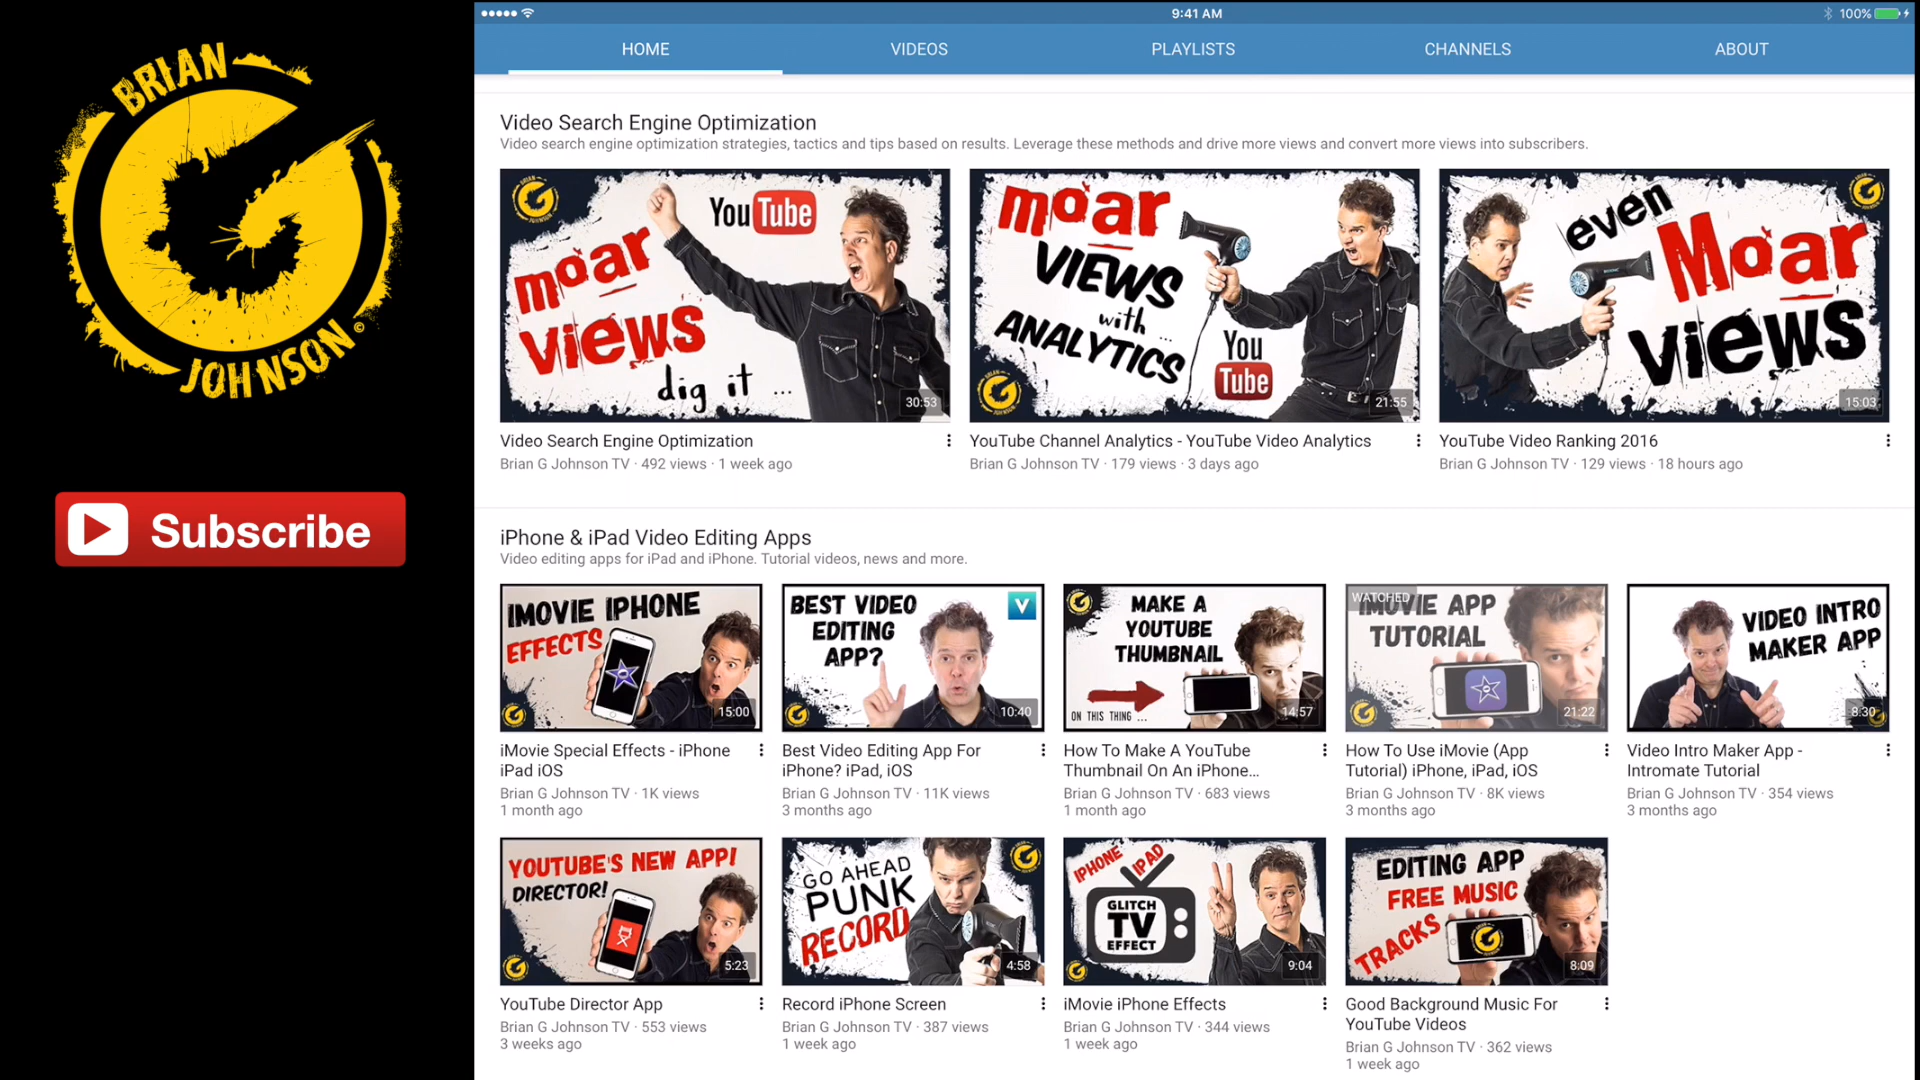 BRIAN
JOHNSON ©
Subscribe
9:41 AM
100%
HOME
VIDEOS
PLAYLISTS
CHANNELS
ABOUT
Video Search Engine Optimization
Video search engine optimization strategies, tactics and tips based on results. Leverage these methods and drive more views and convert more views into subscribers.
JOHNSON
You Tube
moar
views
dig it ...
30:53
moar
VIEWS
with
ANALYTICS
You
Tube
JOHNSON
21:55
even
Moar
views
JOHNSON
15:03
Video Search Engine Optimization
Brian G Johnson TV · 492 views · 1 week ago
YouTube Channel Analytics - YouTube Video Analytics
Brian G Johnson TV · 179 views · 3 days ago
YouTube Video Ranking 2016
Brian G Johnson TV · 129 views · 18 hours ago
iPhone & iPad Video Editing Apps
Video editing apps for iPad and iPhone. Tutorial videos, news and more.
IMOVIE IPHONE
EFFECTS
15:00
BEST VIDEO
EDITING
APP?
V
10:40
MAKE A
YOUTUBE
THUMBNAIL
ON THIS THING ...
14:57
WATCHED
IMOVIE APP
TUTORIAL
21:22
VIDEO INTRO
MAKER APP
8:30
iMovie Special Effects - iPhone
iPad iOS
Brian G Johnson TV · 1K views
1 month ago
Best Video Editing App For
iPhone? iPad, iOS
Brian G Johnson TV · 11K views
3 months ago
How To Make A YouTube
Thumbnail On An iPhone...
Brian G Johnson TV · 683 views
1 month ago
How To Use iMovie (App
Tutorial) iPhone, iPad, iOS
Brian G Johnson TV · 8K views
3 months ago
Video Intro Maker App -
Intromate Tutorial
Brian G Johnson TV · 354 views
3 months ago
YOUTUBE'S NEW APP!
DIRECTOR!
5:23
GO AHEAD
PUNK
RECORD
4:58
IPHONE IPAD
GLITCH
TV
EFFECT
9:04
EDITING APP
FREE MUSIC
TRACKS
8:09
YouTube Director App
Brian G Johnson TV · 553 views
3 weeks ago
Record iPhone Screen
Brian G Johnson TV · 387 views
1 week ago
iMovie iPhone Effects
Brian G Johnson TV · 344 views
1 week ago
Good Background Music For
YouTube Videos
Brian G Johnson TV · 362 views
1 week ago